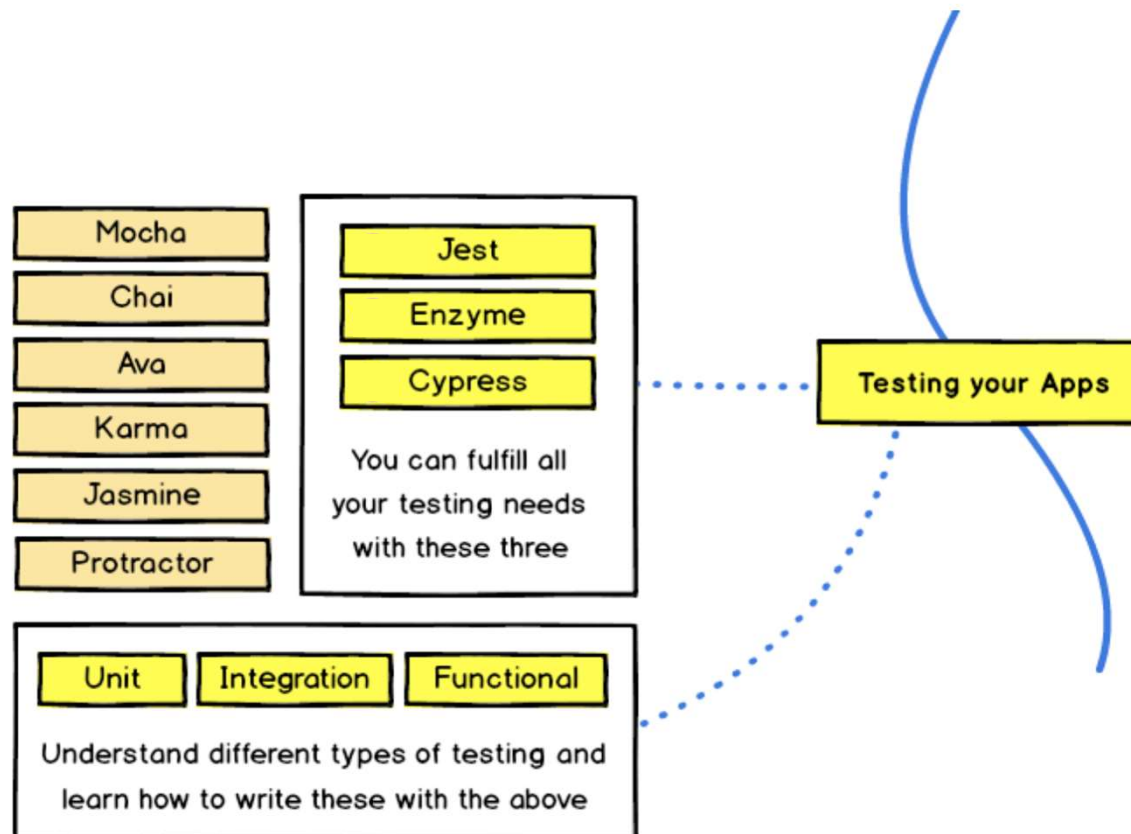 Mocha
Chai
Ava
Karma
Jasmine
Protractor
Jest
Enzyme
Cypress
You can fulfill all
your testing needs
with these three
Testing your Apps
Unit Integration Functional
Understand different types of testing and
learn how to write these with the above